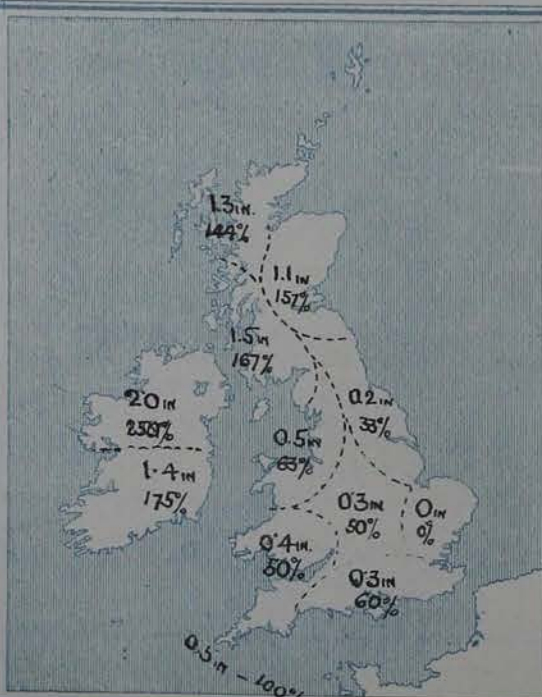 1.3 IN.
144%
1.1 IN
157%
1.5 IN
167%
2.0 IN
250%
1.4 IN
175%
0.2 IN
33%
0.5 IN
63%
0.3 IN
50%
0 IN
0%
0.4 IN.
50%
0.3 IN
60%
0.5 IN - 100%